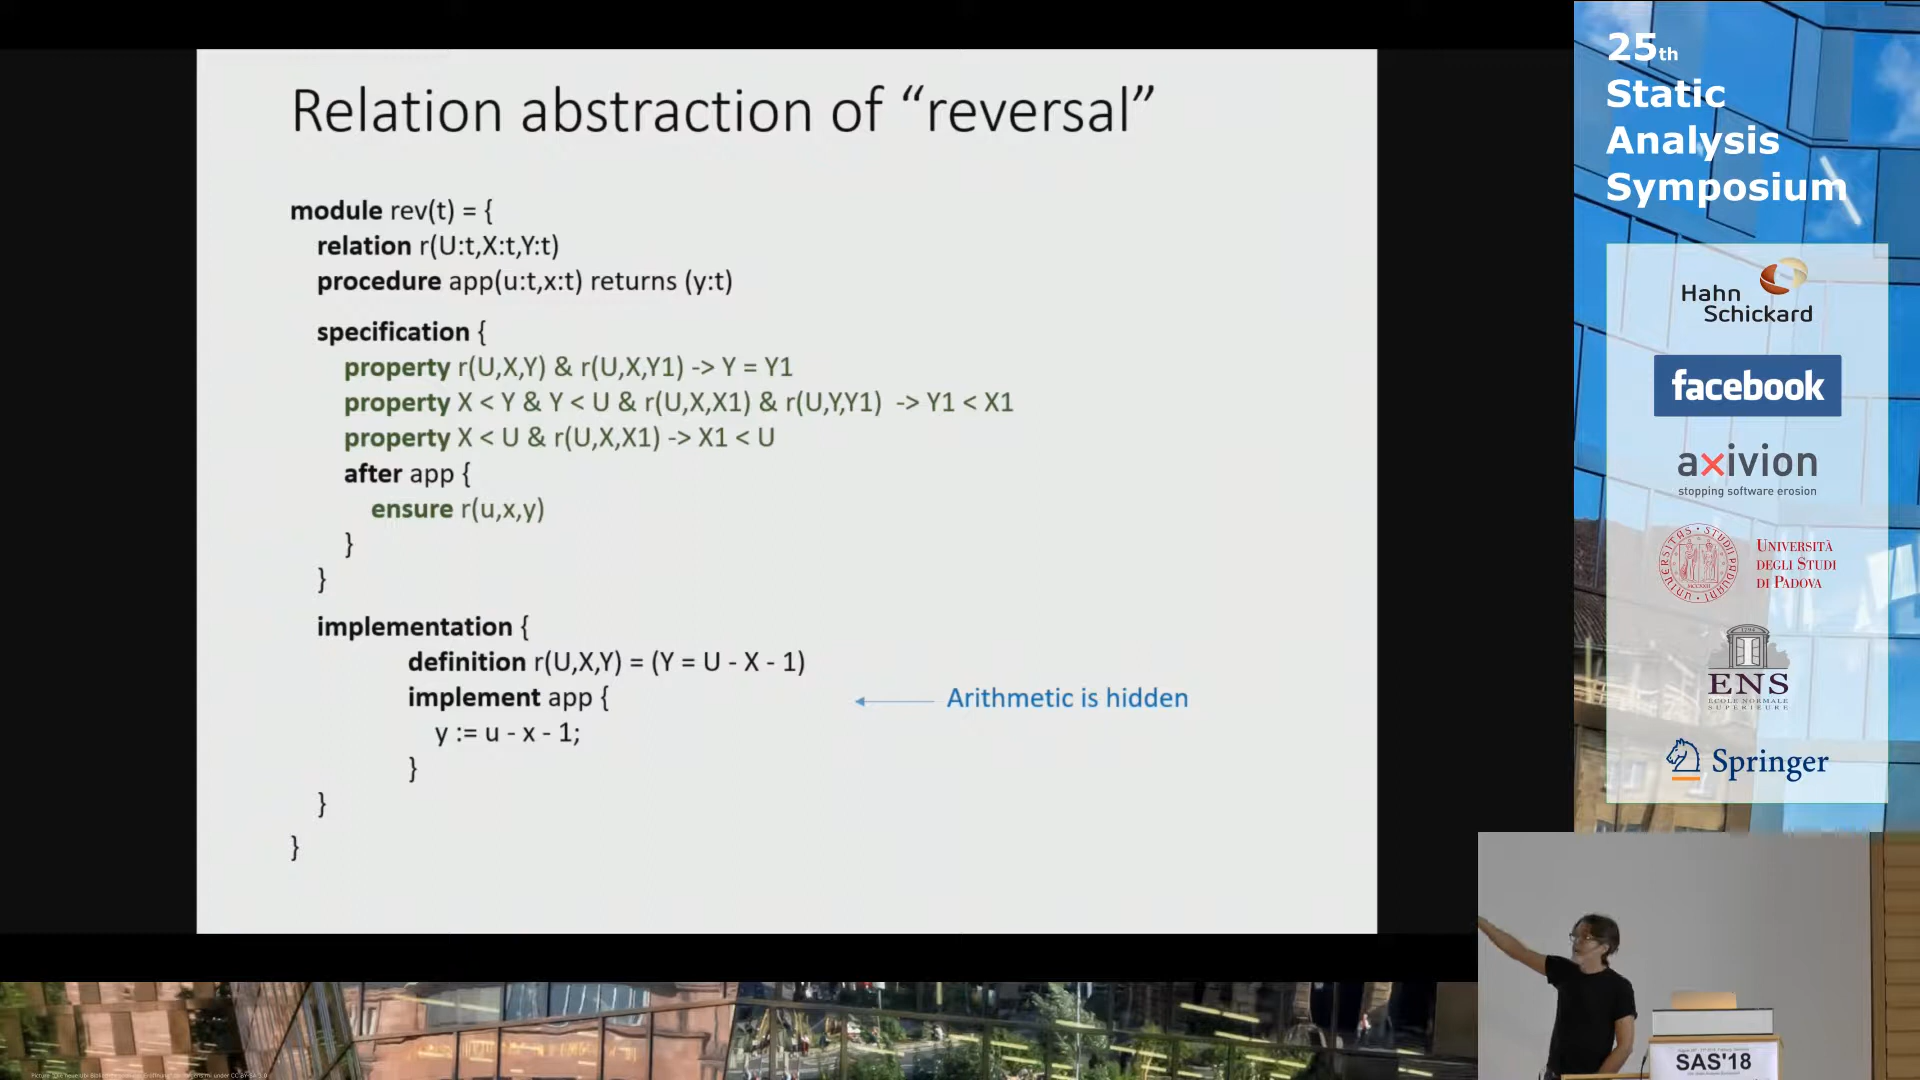 Relation abstraction of “reversal”
module rev(t) = {
relation r(U:t,X:t,Y:t)
procedure app(u:t,x:t) returns (y:t)
specification {
property r(U,X,Y) & r(U,X,Y1) -> Y = Y1
property X < Y & Y < U & r(U,X,X1) & r(U,Y,Y1) -> Y1 < X1
property X < U & r(U,X,X1) -> X1 < U
after app {
ensure r(u,x,y)
}
}
implementation {
definition r(U,X,Y) = (Y = U - X - 1)
implement app {
y := u - x - 1;
}
}
}
Arithmetic is hidden
25th
Static
Analysis
Symposium
Hahn
Schickard
facebook
axivion
stopping software erosion
UNIVERSITÀ
DEGLI STUDI
DI PADOVA
ENS
ECOLE NORMALE
SUPERIEURE
Springer
SAS'18